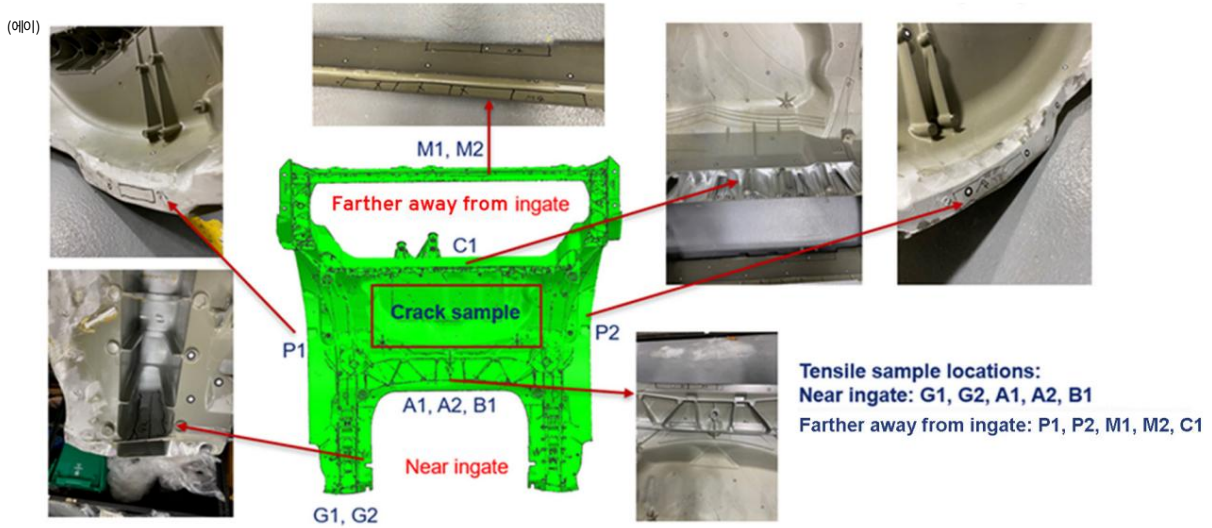 (에이)
M1, M2
Farther away from ingate
C1
Crack sample
P1
P2
A1, A2, B1
Near ingate
G1, G2
Tensile sample locations:
Near ingate: G1, G2, A1, A2, B1
Farther away from ingate: P1, P2, M1, M2, C1